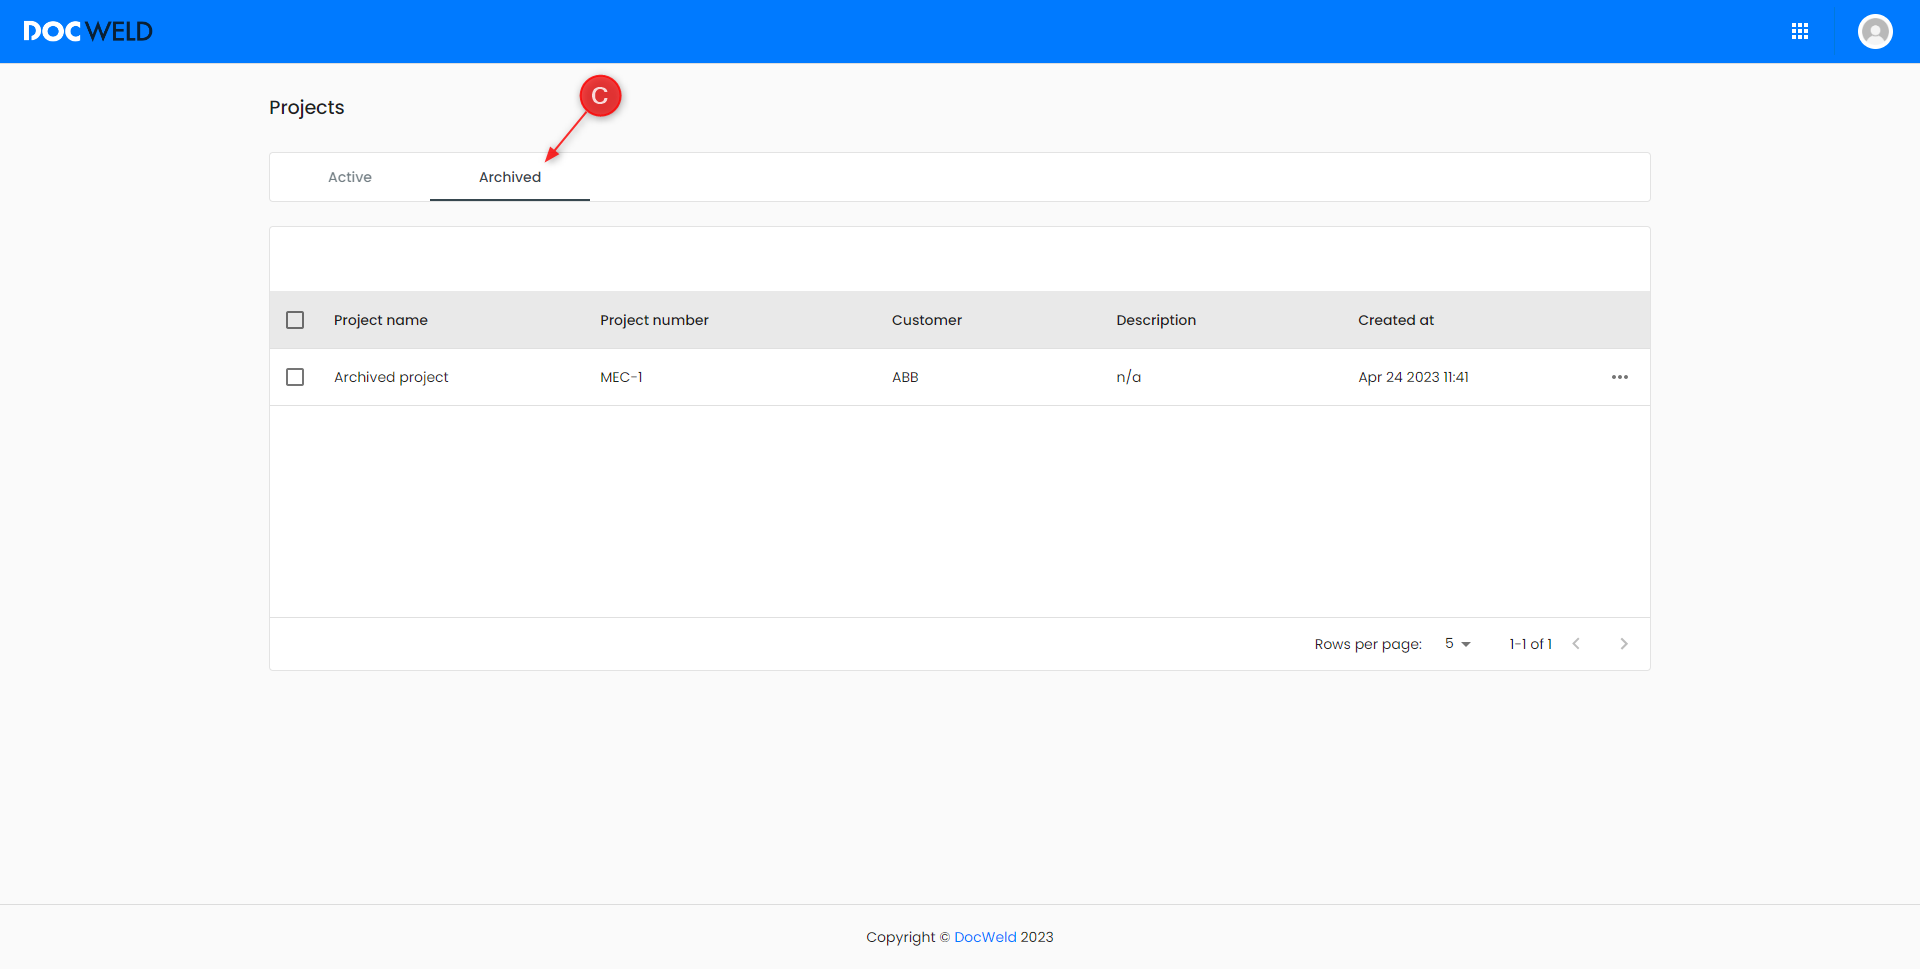 DOCWELD
C
Projects
Active Archived
Project name Project number Customer Description Created at
Archived project MEC-1 ABB n/a Apr 24 2023 11:41
Rows per page: 5 1-1 of 1
Copyright © DocWeld 2023